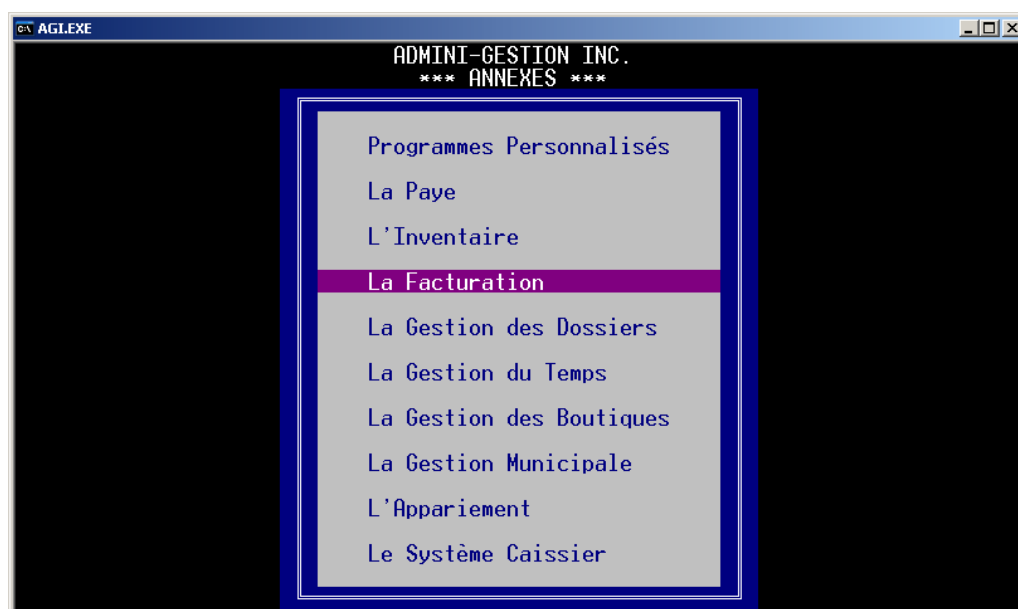 AGI.EXE
ADMINI-GESTION INC.
*** ANNEXES ***
Programmes Personnalisés
La Paye
L'Inventaire
La Facturation
La Gestion des Dossiers
La Gestion du Temps
La Gestion des Boutiques
La Gestion Municipale
L'Appariement
Le Système Caissier